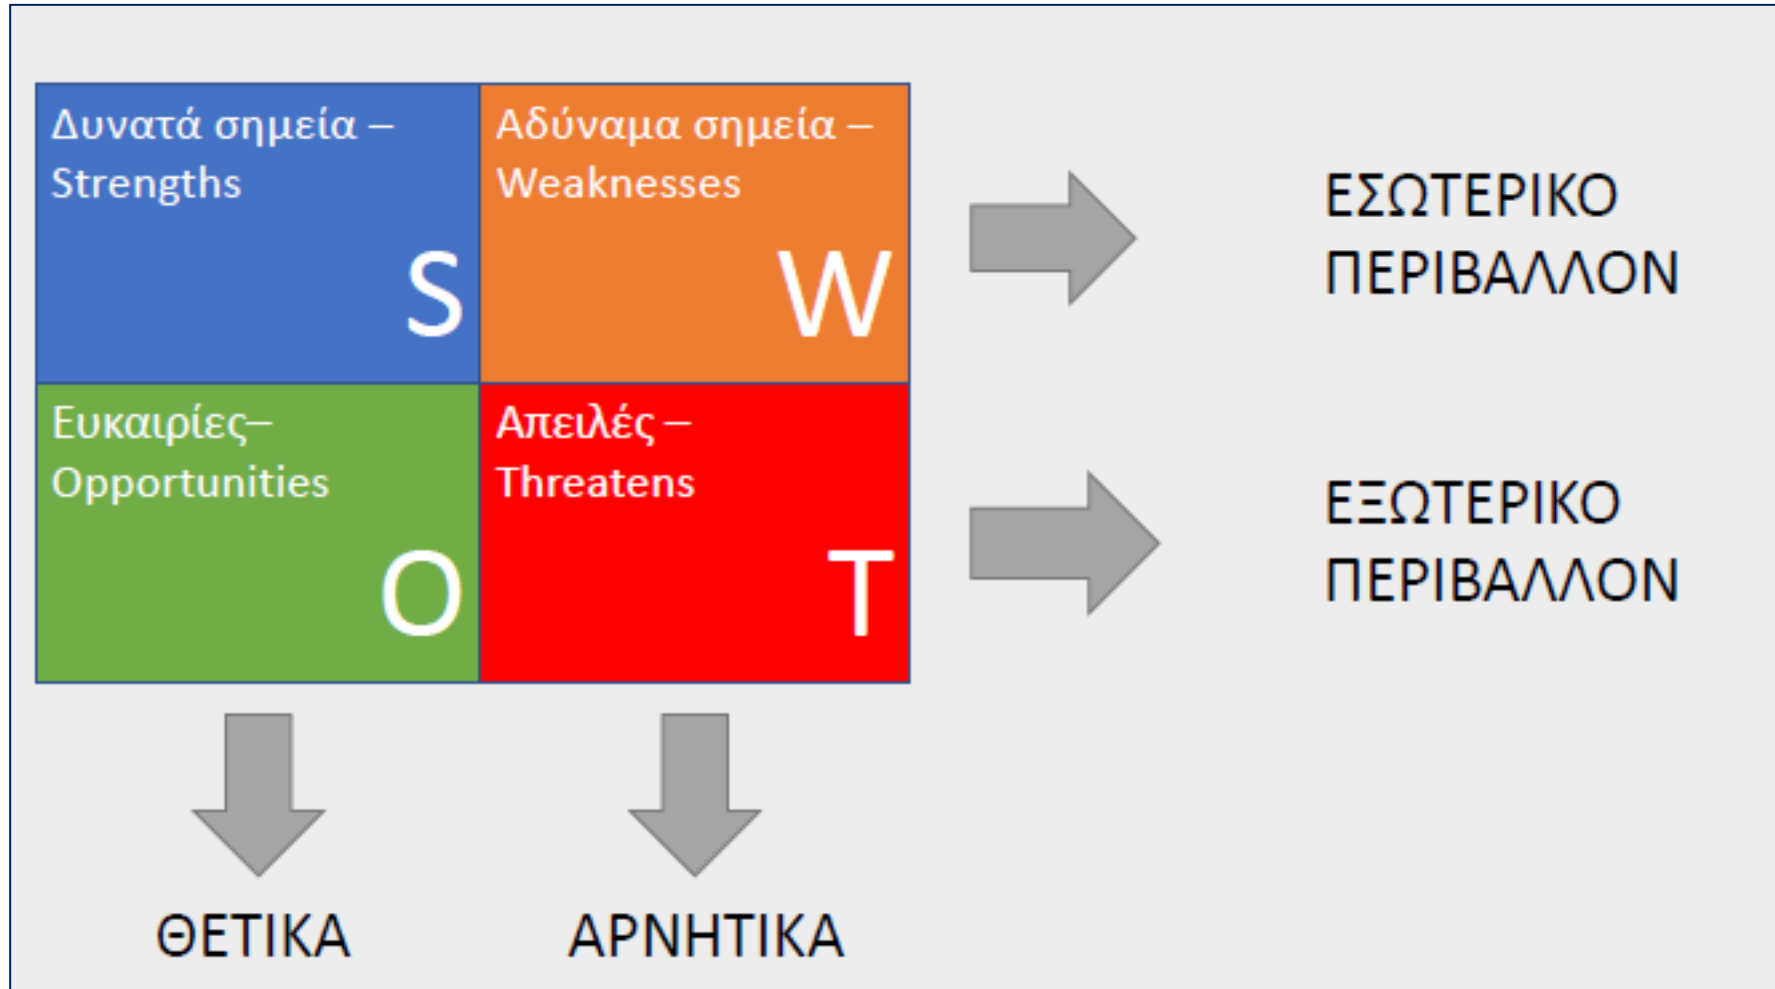 Δυνατά σημεία –
Strengths
S
Αδύναμα σημεία –
Weaknesses
W
ΕΣΩΤΕΡΙΚΟ
ΠΕΡΙΒΑΛΛΟΝ
Ευκαιρίες–
Opportunities
O
Απειλές –
Threatens
T
ΕΞΩΤΕΡΙΚΟ
ΠΕΡΙΒΑΛΛΟΝ
ΘΕΤΙΚΑ
ΑΡΝΗΤΙΚΑ